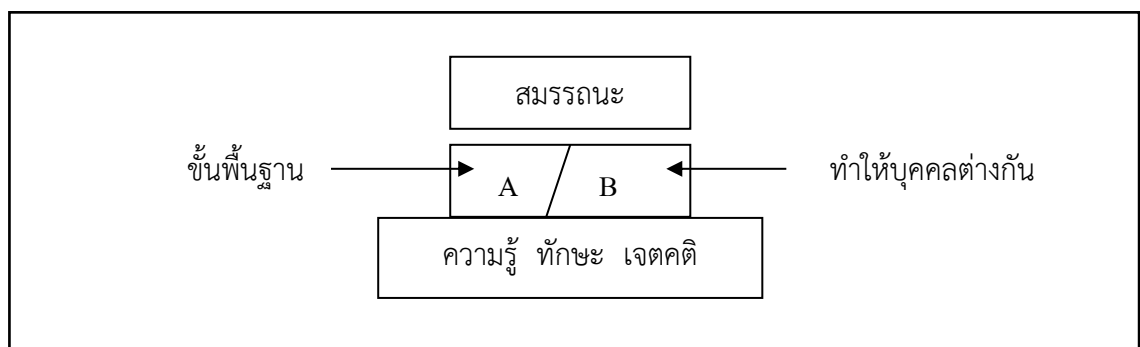 สมรรถนะ
ขั้นพื้นฐาน
A
B
ทำให้บุคคลต่างกัน
ความรู้ ทักษะ เจตคติ